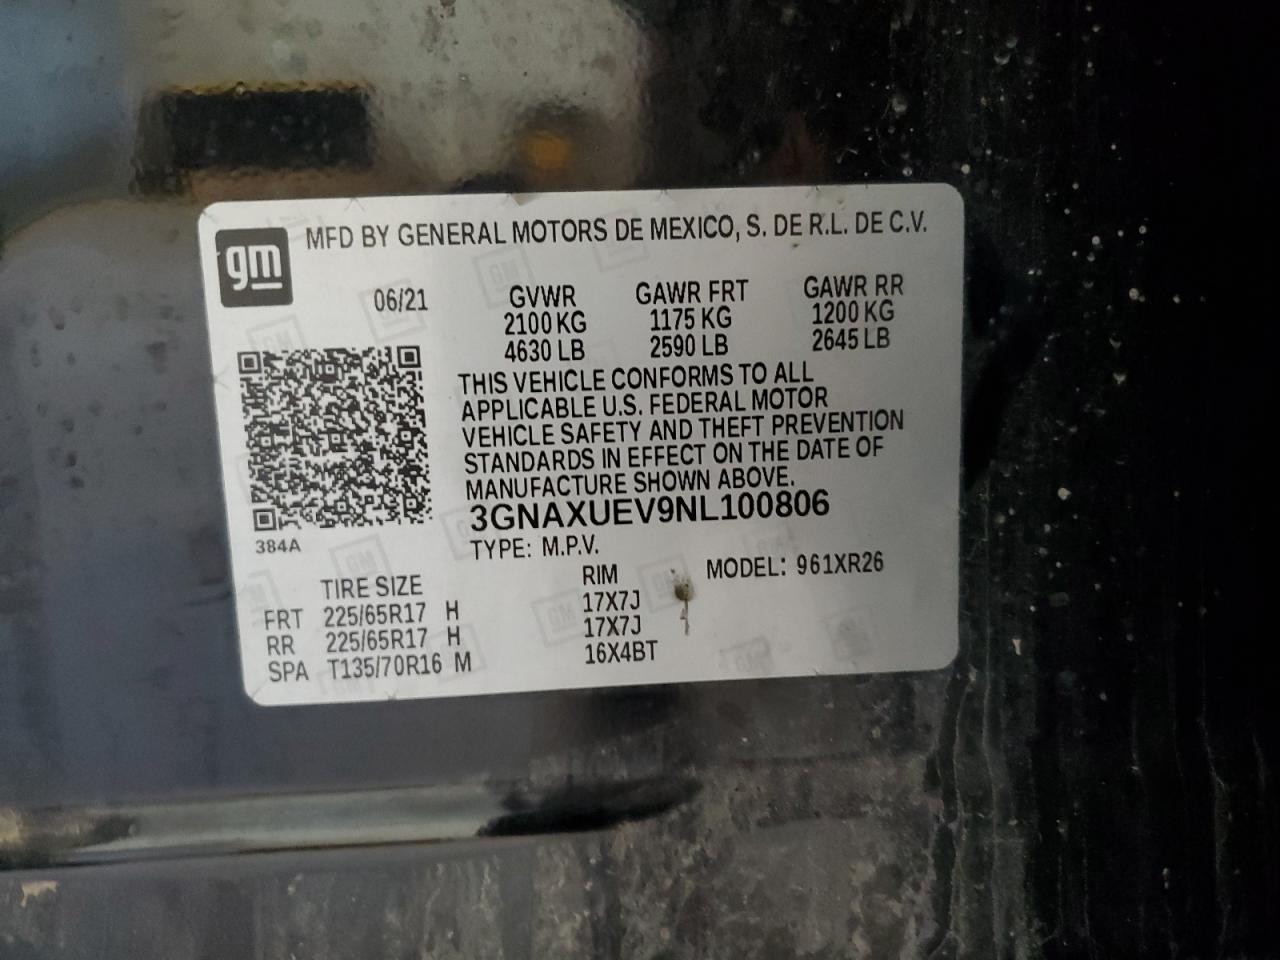 gm MFD BY GENERAL MOTORS DE MEXICO, S. DE R.L. DE C.V.
06/21 GVWR GAWR FRT GAWR RR
2100 KG 1175 KG 1200 KG
4630 LB 2590 LB 2645 LB
THIS VEHICLE CONFORMS TO ALL
APPLICABLE U.S. FEDERAL MOTOR
VEHICLE SAFETY AND THEFT PREVENTION
STANDARDS IN EFFECT ON THE DATE OF
MANUFACTURE SHOWN ABOVE.
3GNAXUEV9NL100806
384A
TYPE: M.P.V.
MODEL: 961XR26
TIRE SIZE RIM
FRT 225/65R17 H 17X7J
RR 225/65R17 H 17X7J
SPA T135/70R16 M 16X4BT